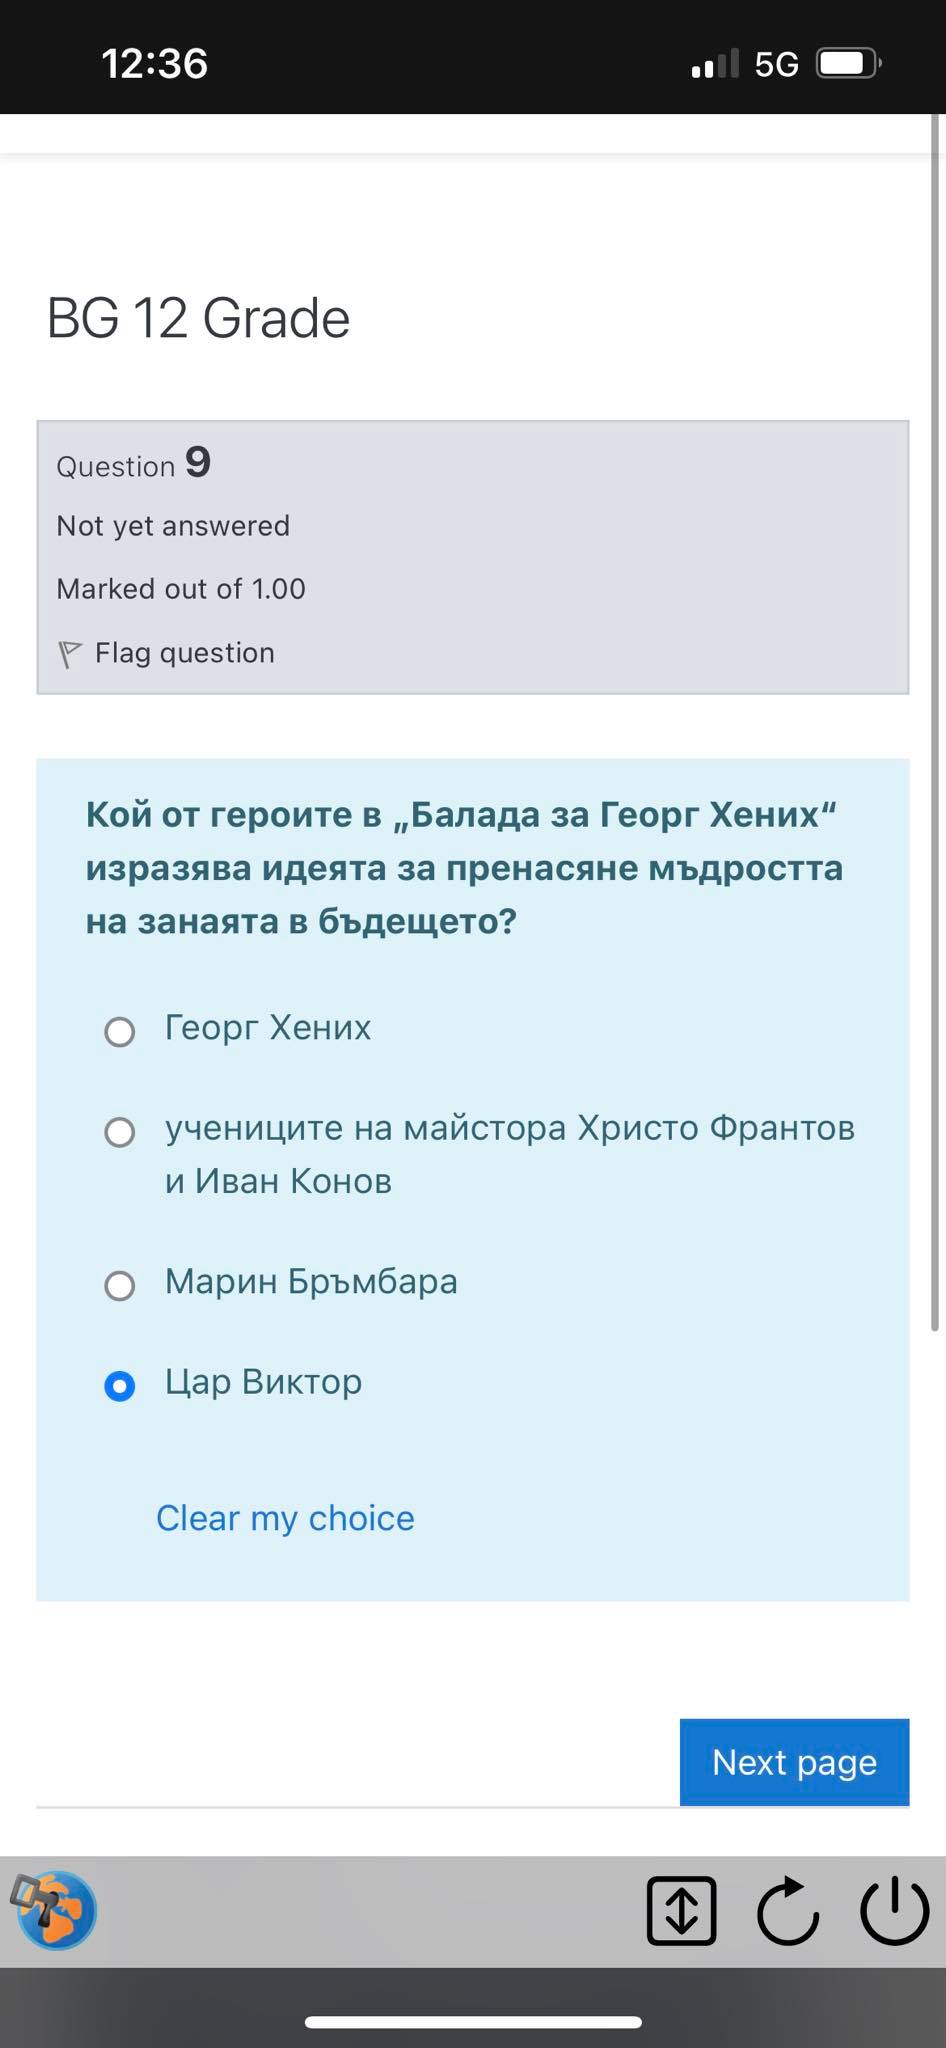 12:36
5G
BG 12 Grade
Question 9
Not yet answered
Marked out of 1.00
Flag question
Кой от героите в „Балада за Георг Хених“
изразява идеята за пренасяне мъдростта
на занаята в бъдещето?
Георг Хених
учениците на майстора Христо Франтов
и Иван Конов
Марин Бръмбара
Цар Виктор
Clear my choice
Next page